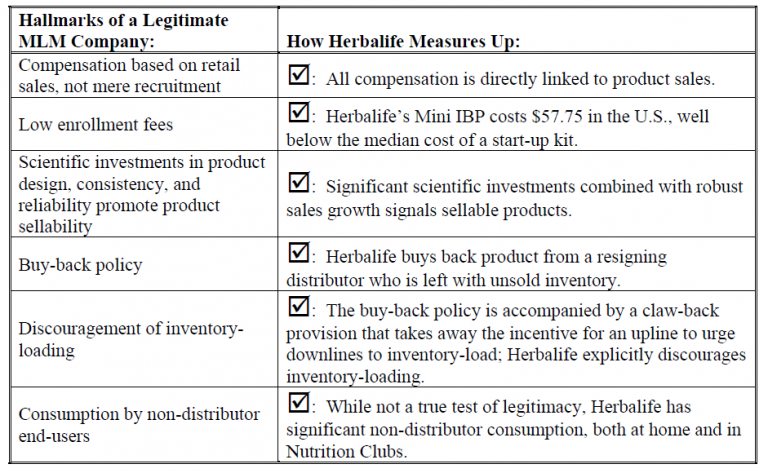 Hallmarks of a Legitimate
MLM Company:
How Herbalife Measures Up:
Compensation based on retail
sales, not mere recruitment
☑: All compensation is directly linked to product sales.
Low enrollment fees
☑: Herbalife’s Mini IBP costs $57.75 in the U.S., well
below the median cost of a start-up kit.
Scientific investments in product
design, consistency, and
reliability promote product
sellability
☑: Significant scientific investments combined with robust
sales growth signals sellable products.
Buy-back policy
☑: Herbalife buys back product from a resigning
distributor who is left with unsold inventory.
Discouragement of inventory-
loading
☑: The buy-back policy is accompanied by a claw-back
provision that takes away the incentive for an upline to urge
downlines to inventory-load; Herbalife explicitly discourages
inventory-loading.
Consumption by non-distributor
end-users
☑: While not a true test of legitimacy, Herbalife has
significant non-distributor consumption, both at home and in
Nutrition Clubs.